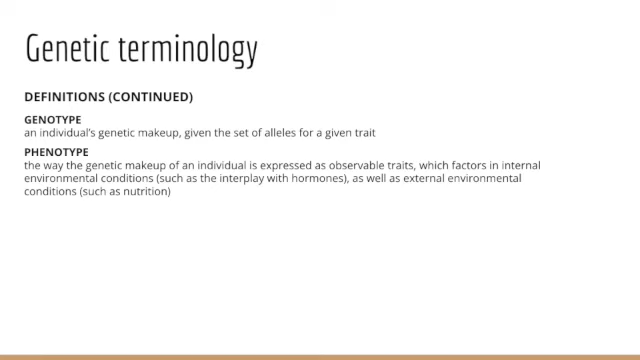 Genetic terminology
DEFINITIONS (CONTINUED)
GENOTYPE
an individual's genetic makeup, given the set of alleles for a given trait
PHENOTYPE
the way the genetic makeup of an individual is expressed as observable traits, which factors in internal
environmental conditions (such as the interplay with hormones), as well as external environmental
conditions (such as nutrition)